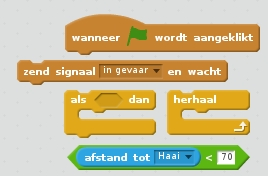 wanneer wordt aangeklikt
zend signaal in gevaar en wacht
als dan herhaal
afstand tot Haai < 70